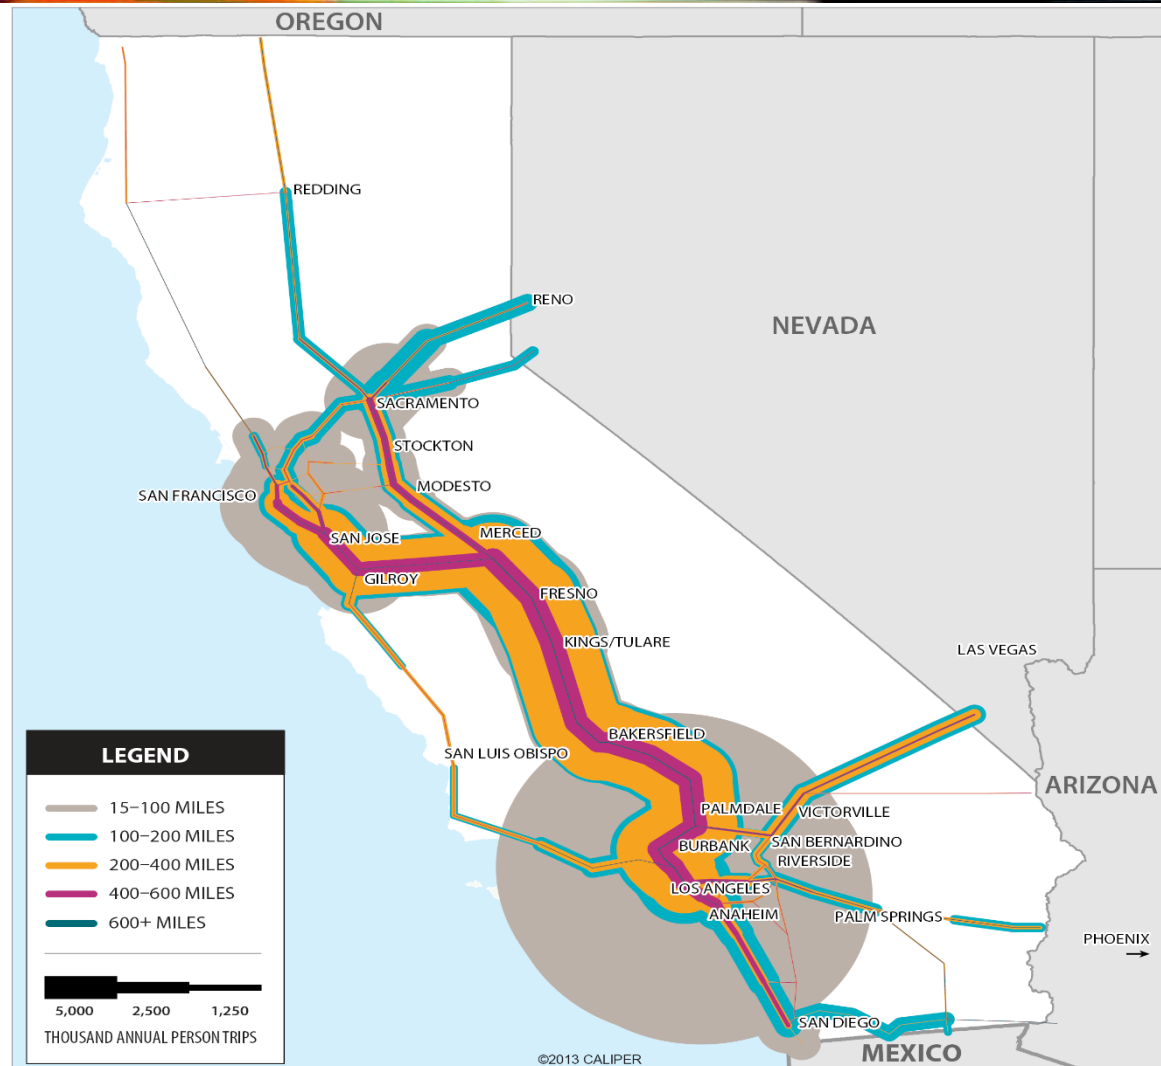 OREGON
REDDING
RENO
NEVADA
SACRAMENTO
STOCKTON
MODESTO
SAN FRANCISCO
MERCED
SAN JOSE
GILROY
FRESNO
KINGS/TULARE
LAS VEGAS
BAKERSFIELD
SAN LUIS OBISPO
ARIZONA
PALMDALE
VICTORVILLE
BURBANK
SAN BERNARDINO
RIVERSIDE
LOS ANGELES
ANAHEIM
PALM SPRINGS
PHOENIX
SAN DIEGO
MEXICO
LEGEND
15–100 MILES
100–200 MILES
200–400 MILES
400–600 MILES
600+ MILES
5,000 2,500 1,250
THOUSAND ANNUAL PERSON TRIPS
©2013 CALIPER